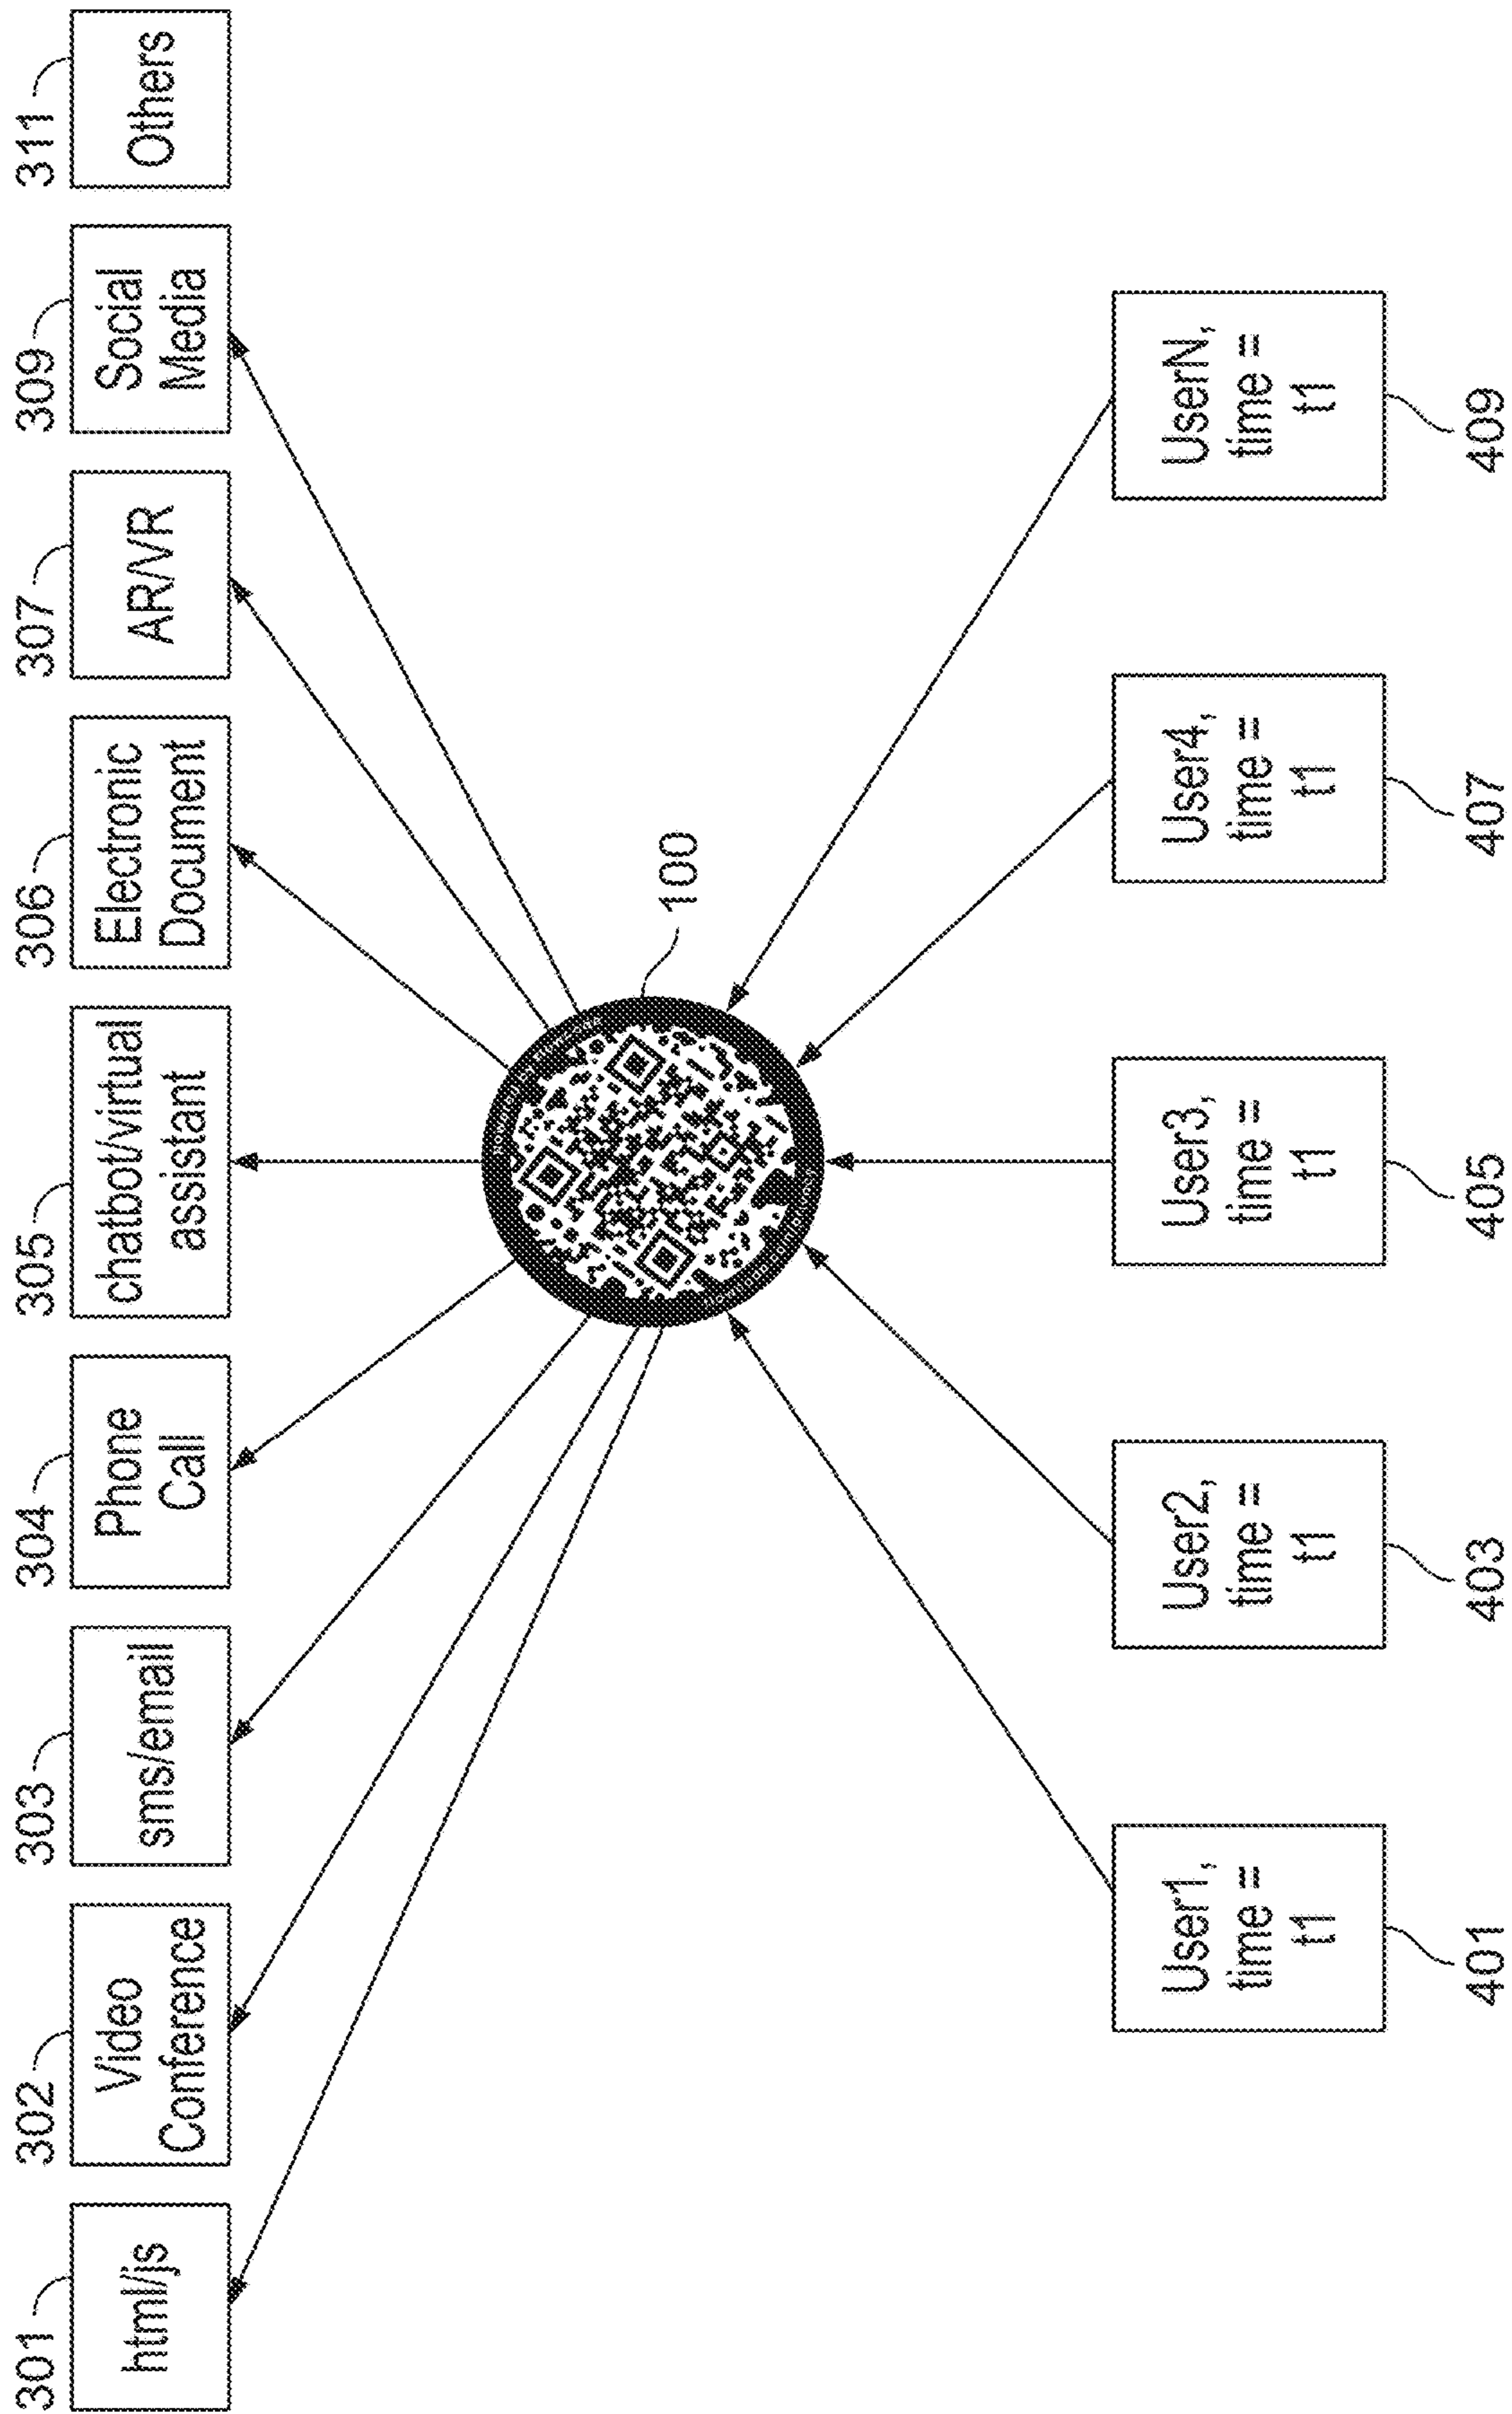 301
302
303
304
305
306
307
309
311
html/js
Video
Conference
sms/email
Phone
Call
chatbot/virtual
assistant
Electronic
Document
AR/VR
Social
Media
Others
100
User1,
time =
t1
User2,
time =
t1
User3,
time =
t1
User4,
time =
t1
UserN,
time =
t1
401
403
405
407
409